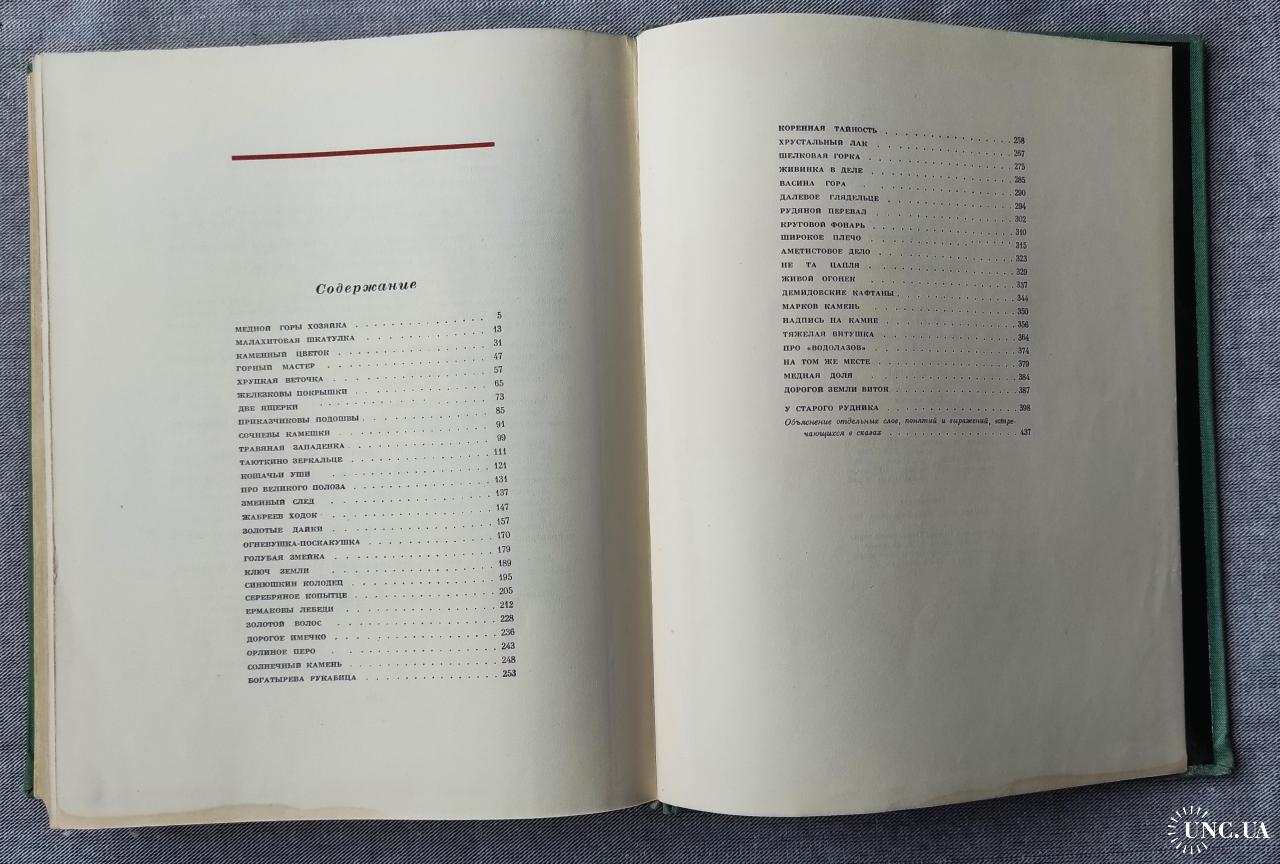 Содержание
МЕДНОЙ ГОРЫ ХОЗЯЙКА . . . . . . . . . . . . 5
МАЛАХИТОВАЯ ШКАТУЛКА . . . . . . . . . . . . 13
КАМЕННЫЙ ЦВЕТОК . . . . . . . . . . . . 31
ГОРНЫЙ МАСТЕР . . . . . . . . . . . . 47
ХРУПКАЯ ВЕТОЧКА . . . . . . . . . . . . 57
ЖЕЛЕЗКОВЫ ПОКРЫШКИ . . . . . . . . . . . . 65
ДВЕ ЯЩЕРКИ . . . . . . . . . . . . 73
ПРИКАЗЧИКОВЫ ПОДОШВЫ . . . . . . . . . . . . 85
СОЧНЕВЫ КАМЕШКИ . . . . . . . . . . . . 91
ТРАВЯНАЯ ЗАПАДЕНКА . . . . . . . . . . . . 99
ТАЮТКИНО ЗЕРКАЛЬЦЕ . . . . . . . . . . . . 111
КОШАЧЬИ УШИ . . . . . . . . . . . . 121
ПРО ВЕЛИКОГО ПОЛОЗА . . . . . . . . . . . . 131
ЗМЕИНЫЙ СЛЕД . . . . . . . . . . . . 137
ЖАБРЕЕВ ХОДОК . . . . . . . . . . . . 147
ЗОЛОТЫЕ ДАЙКИ . . . . . . . . . . . . 157
ОГНЕВУШКА-ПОСКАКУШКА . . . . . . . . . . . . 170
ГОЛУБАЯ ЗМЕЙКА . . . . . . . . . . . . 179
КЛЮЧ ЗЕМЛИ . . . . . . . . . . . . 189
СИНЮШКИН КОЛОДЕЦ . . . . . . . . . . . . 195
СЕРЕБРЯНОЕ КОПЫТЦЕ . . . . . . . . . . . . 205
ЕРМАКОВЫ ЛЕБЕДИ . . . . . . . . . . . . 212
ЗОЛОТОЙ ВОЛОС . . . . . . . . . . . . 228
ДОРОГОЕ ИМЕЧКО . . . . . . . . . . . . 236
ОРЛИНОЕ ПЕРО . . . . . . . . . . . . 243
СОЛНЕЧНЫЙ КАМЕНЬ . . . . . . . . . . . . 248
БОГАТЫРЕВА РУКАВИЦА . . . . . . . . . . . . 253
КОРЕННАЯ ТАЙНОСТЬ . . . . . . . . . . . . 258
ХРУСТАЛЬНЫЙ ЛАК . . . . . . . . . . . . 267
ШЕЛКОВАЯ ГОРКА . . . . . . . . . . . . 275
ЖИВИНКА В ДЕЛЕ . . . . . . . . . . . . 285
ВАСИНА ГОРА . . . . . . . . . . . . 290
ДАЛЕВОЕ ГЛЯДЕЛЬЦЕ . . . . . . . . . . . . 294
РУДЯНОЙ ПЕРЕВАЛ . . . . . . . . . . . . 302
КРУГОВОЙ ФОНАРЬ . . . . . . . . . . . . 310
ШИРОКОЕ ПЛЕЧО . . . . . . . . . . . . 315
АМЕТИСТОВОЕ ДЕЛО . . . . . . . . . . . . 323
НЕ ТА ЦАПЛЯ . . . . . . . . . . . . 329
ЖИВОЙ ОГОНЕК . . . . . . . . . . . . 337
ДЕМИДОВСКИЕ КАФТАНЫ . . . . . . . . . . . . 344
МАРКОВ КАМЕНЬ . . . . . . . . . . . . 350
НАДПИСЬ НА КАМНЕ . . . . . . . . . . . . 356
ТЯЖЕЛАЯ ВИТУШКА . . . . . . . . . . . . 364
ПРО «ВОДОЛАЗОВ» . . . . . . . . . . . . 374
НА ТОМ ЖЕ МЕСТЕ . . . . . . . . . . . . 379
МЕДНАЯ ДОЛЯ . . . . . . . . . . . . 384
ДОРОГОЙ ЗЕМЛИ ВИТОК . . . . . . . . . . . . 387
У СТАРОГО РУДНИКА . . . . . . . . . . . . 398
Объяснение отдельных слов, понятий и выражений, встре-
чающихся в сказах . . . . . . . . . . . . 437
UNC.UA